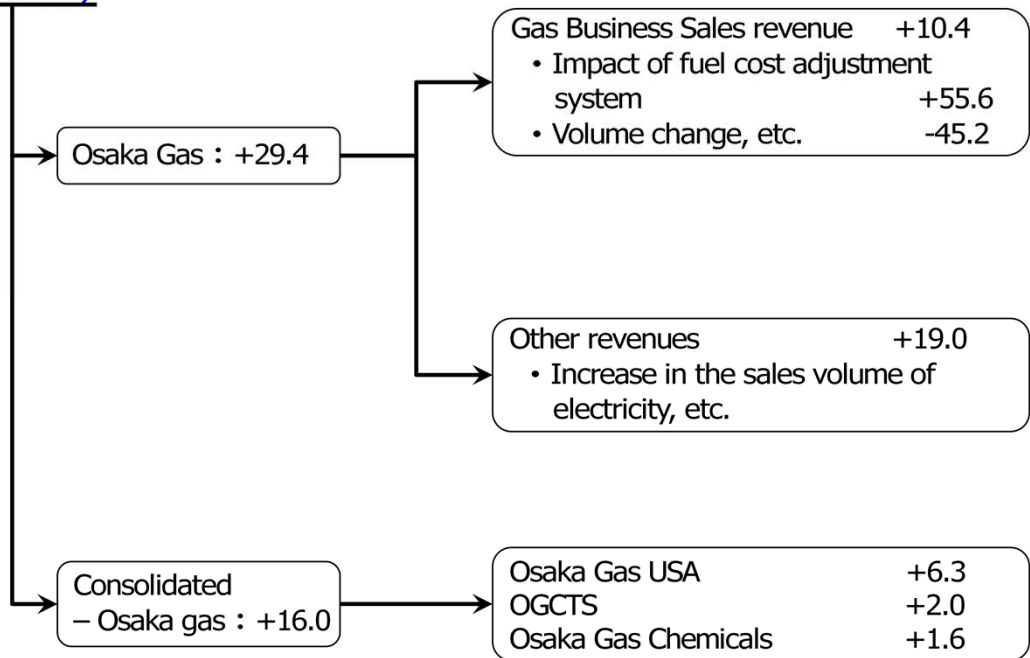 Gas Business Sales revenue +10.4
・Impact of fuel cost adjustment
system +55.6
・Volume change, etc. -45.2
Osaka Gas：+29.4
Other revenues +19.0
・Increase in the sales volume of
electricity, etc.
Consolidated
– Osaka gas：+16.0
Osaka Gas USA +6.3
OGCTS +2.0
Osaka Gas Chemicals +1.6